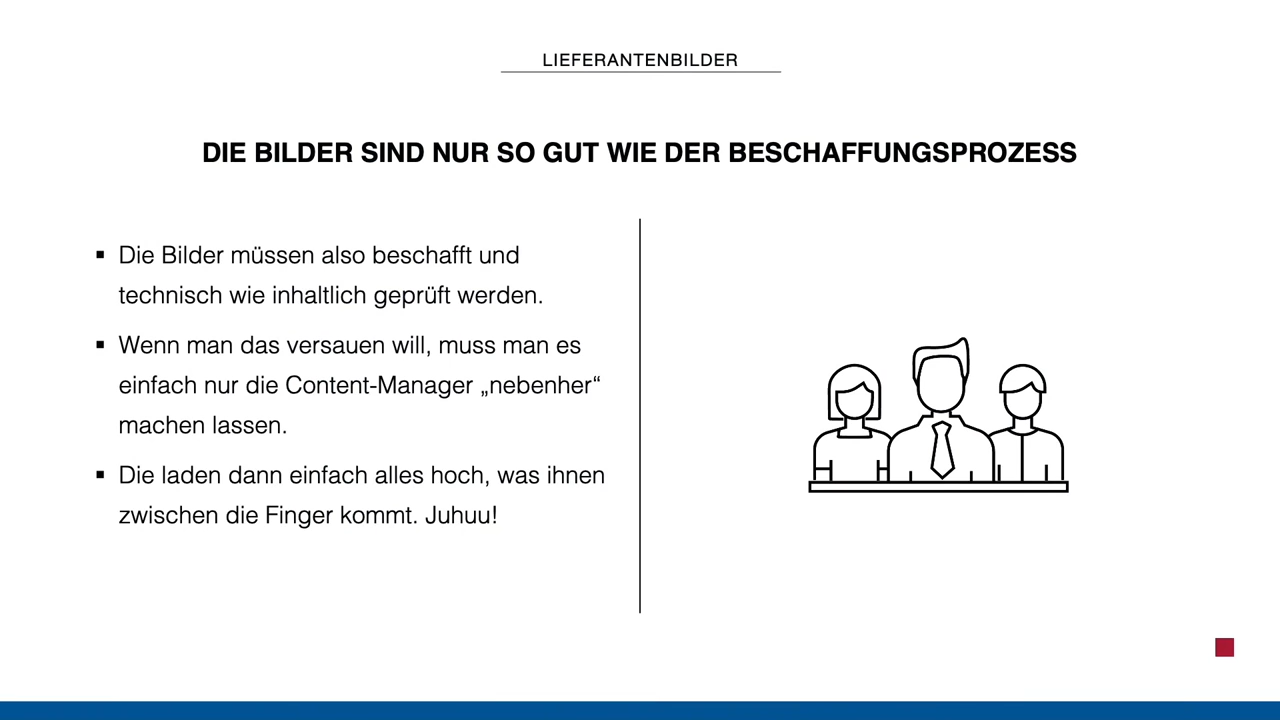 LIEFERANTENBILDER
DIE BILDER SIND NUR SO GUT WIE DER BESCHAFFUNGSPROZESS
▪ Die Bilder müssen also beschafft und
technisch wie inhaltlich geprüft werden.
▪ Wenn man das versauen will, muss man es
einfach nur die Content-Manager „nebenher“
machen lassen.
▪ Die laden dann einfach alles hoch, was ihnen
zwischen die Finger kommt. Juhuu!